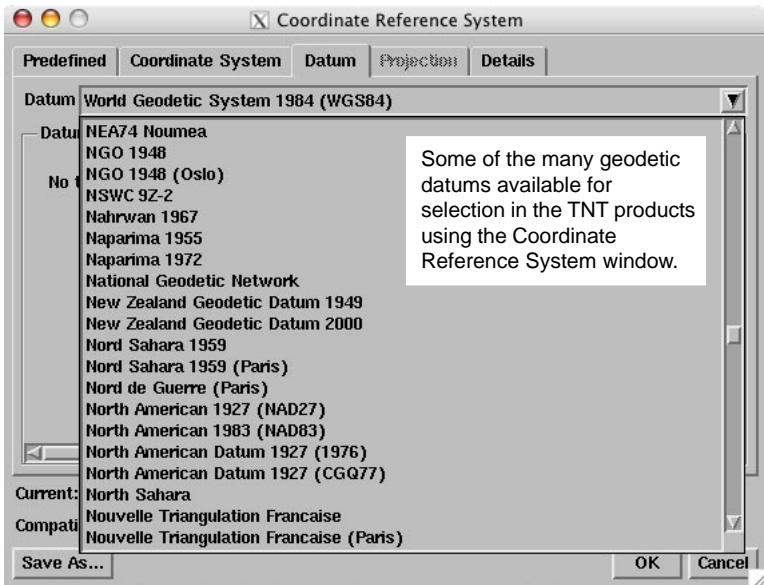 Coordinate Reference System
Predefined Coordinate System Datum Projection Details
Datum World Geodetic System 1984 (WGS84)
Datu
No t
NEA74 Noumea
NGO 1948
NGO 1948 (Oslo)
NSWC 9Z-2
Nahrwan 1967
Naparima 1955
Naparima 1972
National Geodetic Network
New Zealand Geodetic Datum 1949
New Zealand Geodetic Datum 2000
Nord Sahara 1959
Nord Sahara 1959 (Paris)
Nord de Guerre (Paris)
North American 1927 (NAD27)
North American 1983 (NAD83)
North American Datum 1927 (1976)
North American Datum 1927 (CGQ77)
North Sahara
Nouvelle Triangulation Francaise
Nouvelle Triangulation Francaise (Paris)
Some of the many geodetic
datums available for
selection in the TNT products
using the Coordinate
Reference System window.
Current:
Compati
Save As... OK Cancel